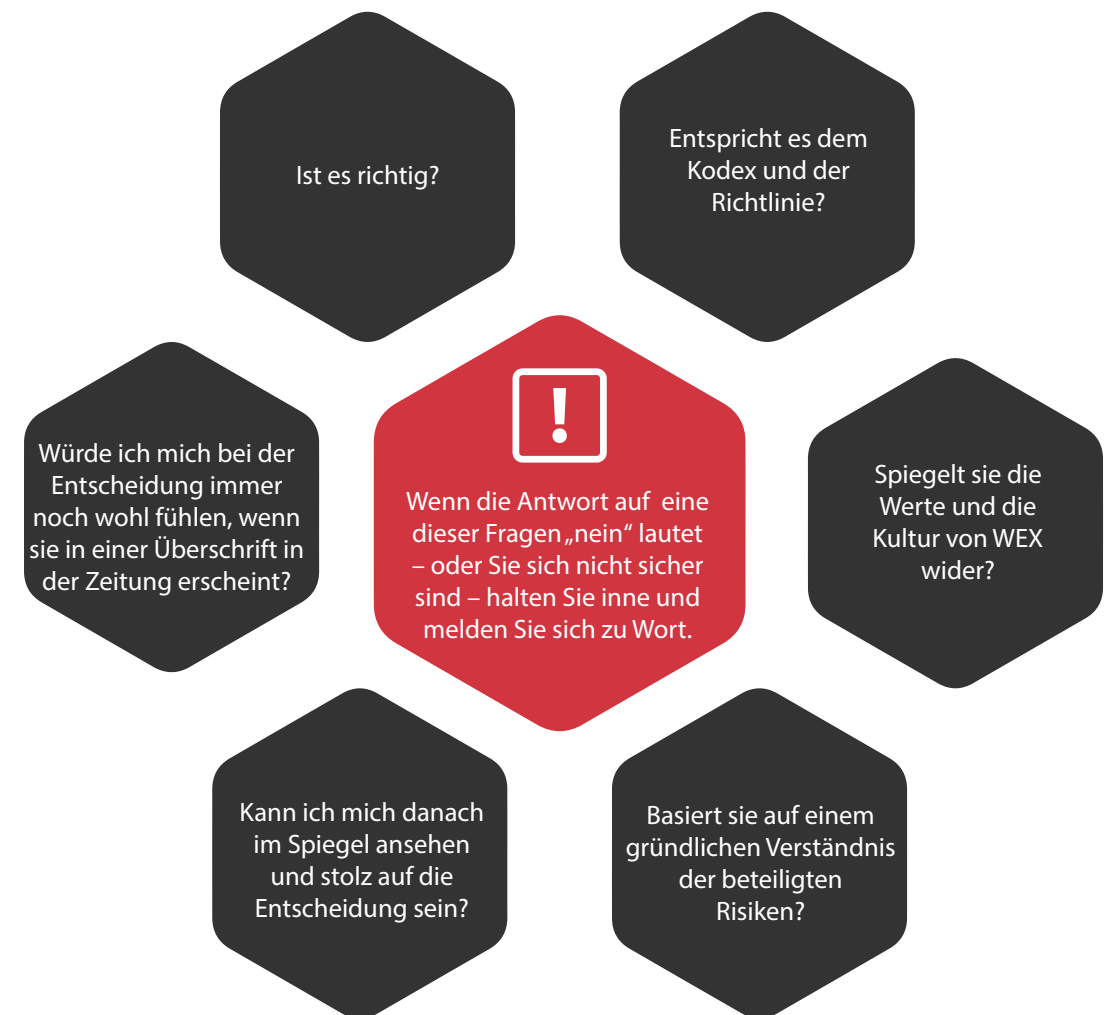 Ist es richtig?
Entspricht es dem
Kodex und der
Richtlinie?
Würde ich mich bei der
Entscheidung immer
noch wohl fühlen, wenn
sie in einer Überschrift in
der Zeitung erscheint?
!
Wenn die Antwort auf eine
dieser Fragen „nein“ lautet
– oder Sie sich nicht sicher
sind – halten Sie inne und
melden Sie sich zu Wort.
Spiegelt sie die
Werte und die
Kultur von WEX
wider?
Kann ich mich danach
im Spiegel ansehen
und stolz auf die
Entscheidung sein?
Basiert sie auf einem
gründlichen Verständnis
der beteiligten
Risiken?